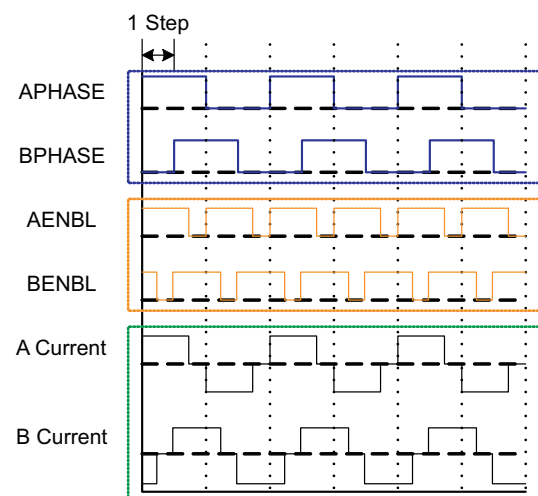 1 Step
APHASE
BPHASE
AENBL
BENBL
A Current
B Current